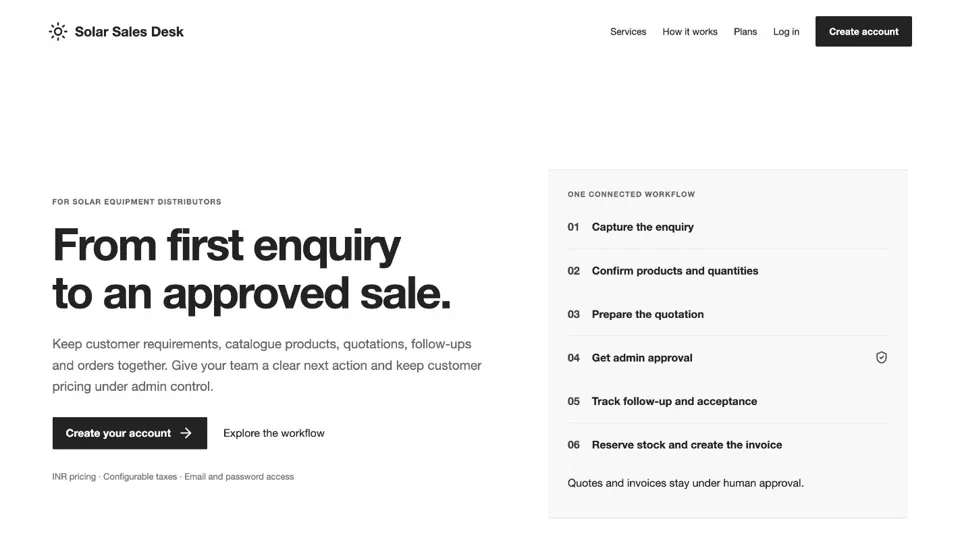 Solar Sales Desk
Services
How it works
Plans
Log in
Create account
FOR SOLAR EQUIPMENT DISTRIBUTORS
From first enquiry
to an approved sale.
Keep customer requirements, catalogue products, quotations, follow-ups
and orders together. Give your team a clear next action and keep customer
pricing under admin control.
Create your account
Explore the workflow
INR pricing · Configurable taxes · Email and password access
ONE CONNECTED WORKFLOW
01 Capture the enquiry
02 Confirm products and quantities
03 Prepare the quotation
04 Get admin approval
05 Track follow-up and acceptance
06 Reserve stock and create the invoice
Quotes and invoices stay under human approval.